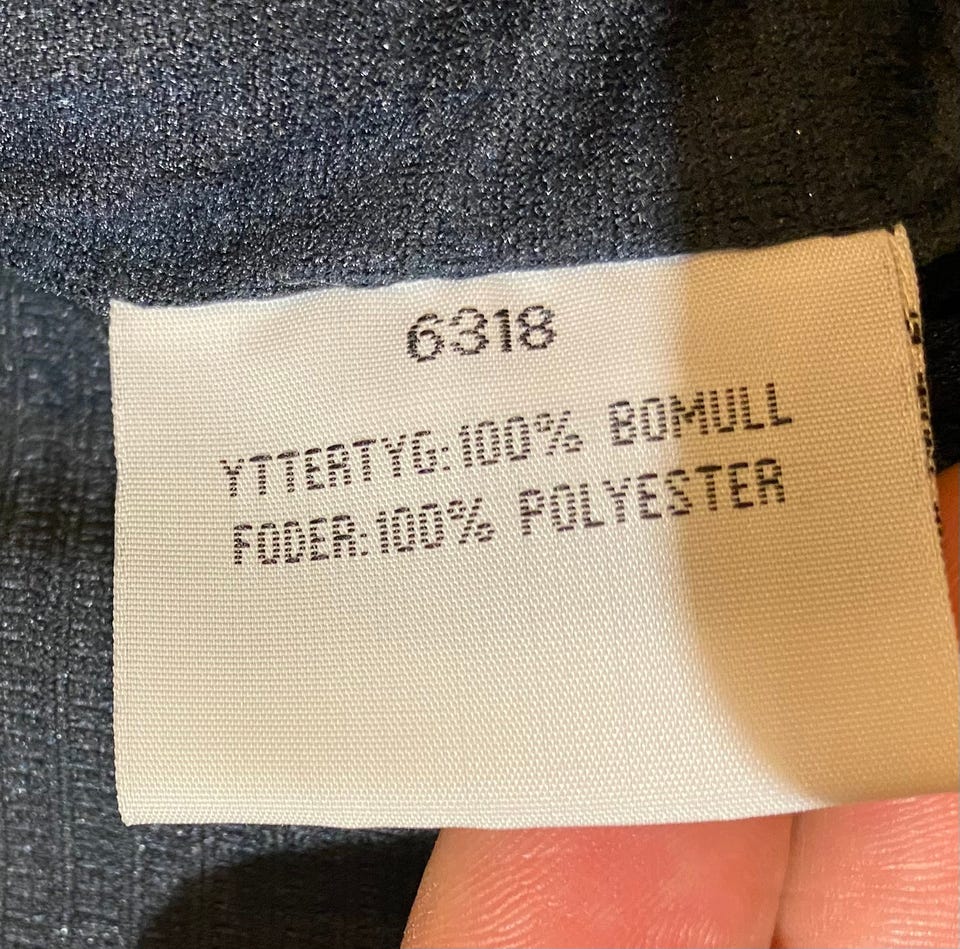 6318
YTTERTYG:100% BOMULL
FODER:100% POLYESTER